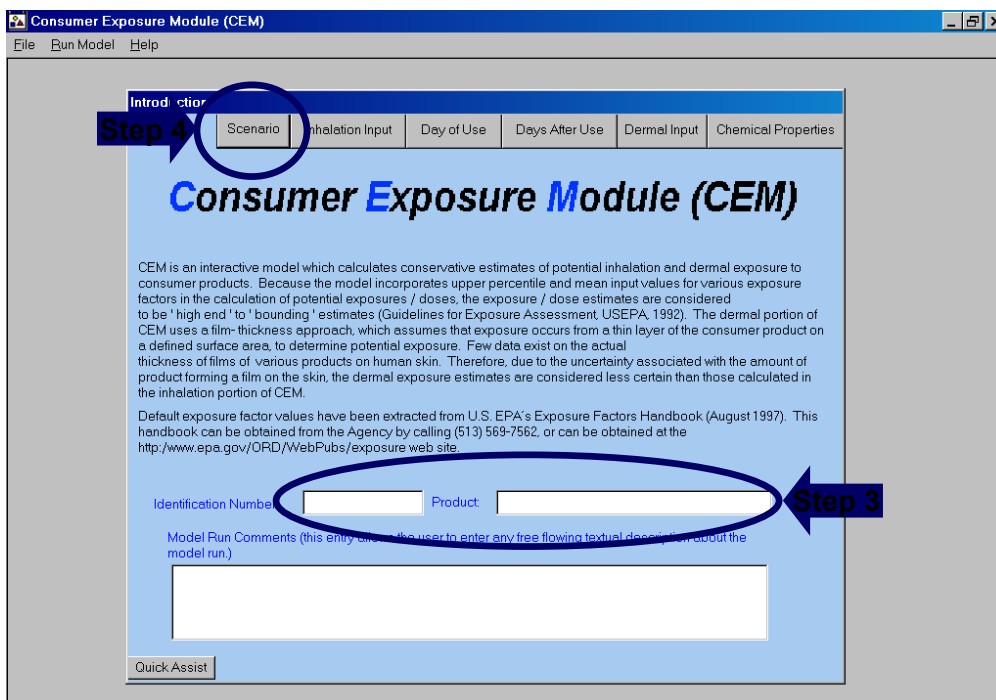 Consumer Exposure Module (CEM)
File Run Model Help
Introduction
Step 4
Scenario Inhalation Input Day of Use Days After Use Dermal Input Chemical Properties
Consumer Exposure Module (CEM)
CEM is an interactive model which calculates conservative estimates of potential inhalation and dermal exposure to
consumer products. Because the model incorporates upper percentile and mean input values for various exposure
factors in the calculation of potential exposures / doses, the exposure / dose estimates are considered
to be ' high end ' to ' bounding ' estimates (Guidelines for Exposure Assessment, USEPA, 1992). The dermal portion of
CEM uses a film- thickness approach, which assumes that exposure occurs from a thin layer of the consumer product on
a defined surface area, to determine potential exposure. Few data exist on the actual
thickness of films of various products on human skin. Therefore, due to the uncertainty associated with the amount of
product forming a film on the skin, the dermal exposure estimates are considered less certain than those calculated in
the inhalation portion of CEM.
Default exposure factor values have been extracted from U.S. EPA's Exposure Factors Handbook (August 1997). This
handbook can be obtained from the Agency by calling (513) 569-7562, or can be obtained at the
http:/www.epa.gov/ORD/WebPubs/exposure web site.
Identification Number Product:
Step 3
Model Run Comments (this entry allows the user to enter any free flowing textual description about the
model run.)
Quick Assist